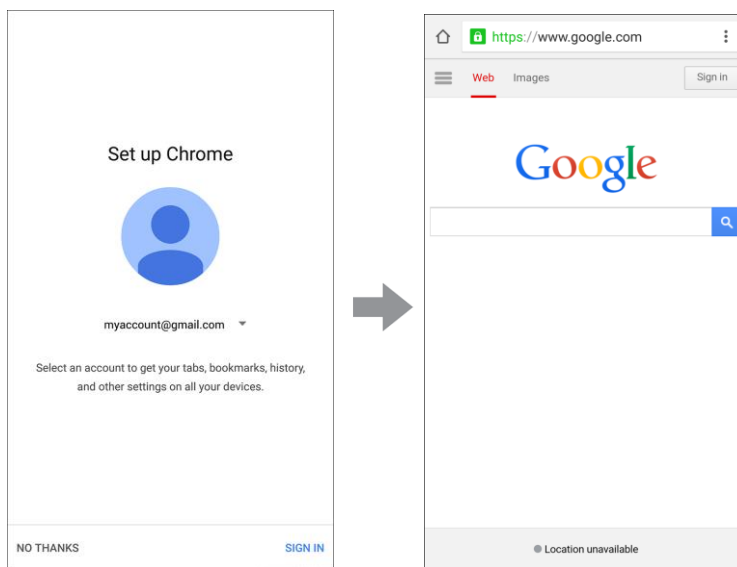 Set up Chrome
myaccount@gmail.com
Select an account to get your tabs, bookmarks, history,
and other settings on all your devices.
NO THANKS
SIGN IN
https://www.google.com
Web
Images
Sign in
Google
Location unavailable